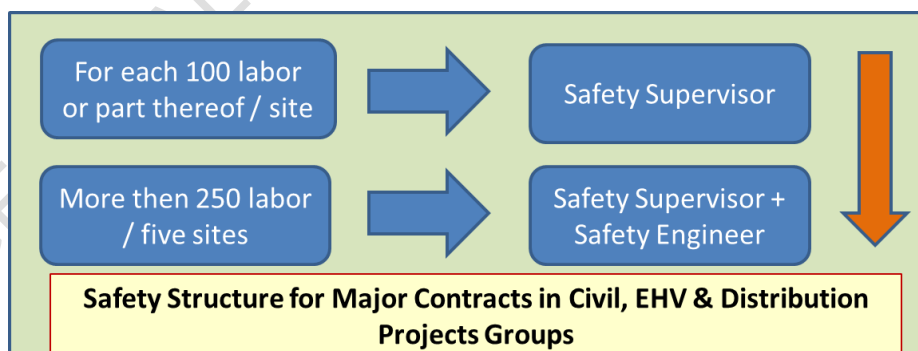 For each 100 labor
or part thereof / site
Safety Supervisor
More then 250 labor
/ five sites
Safety Supervisor +
Safety Engineer
Safety Structure for Major Contracts in Civil, EHV & Distribution
Projects Groups